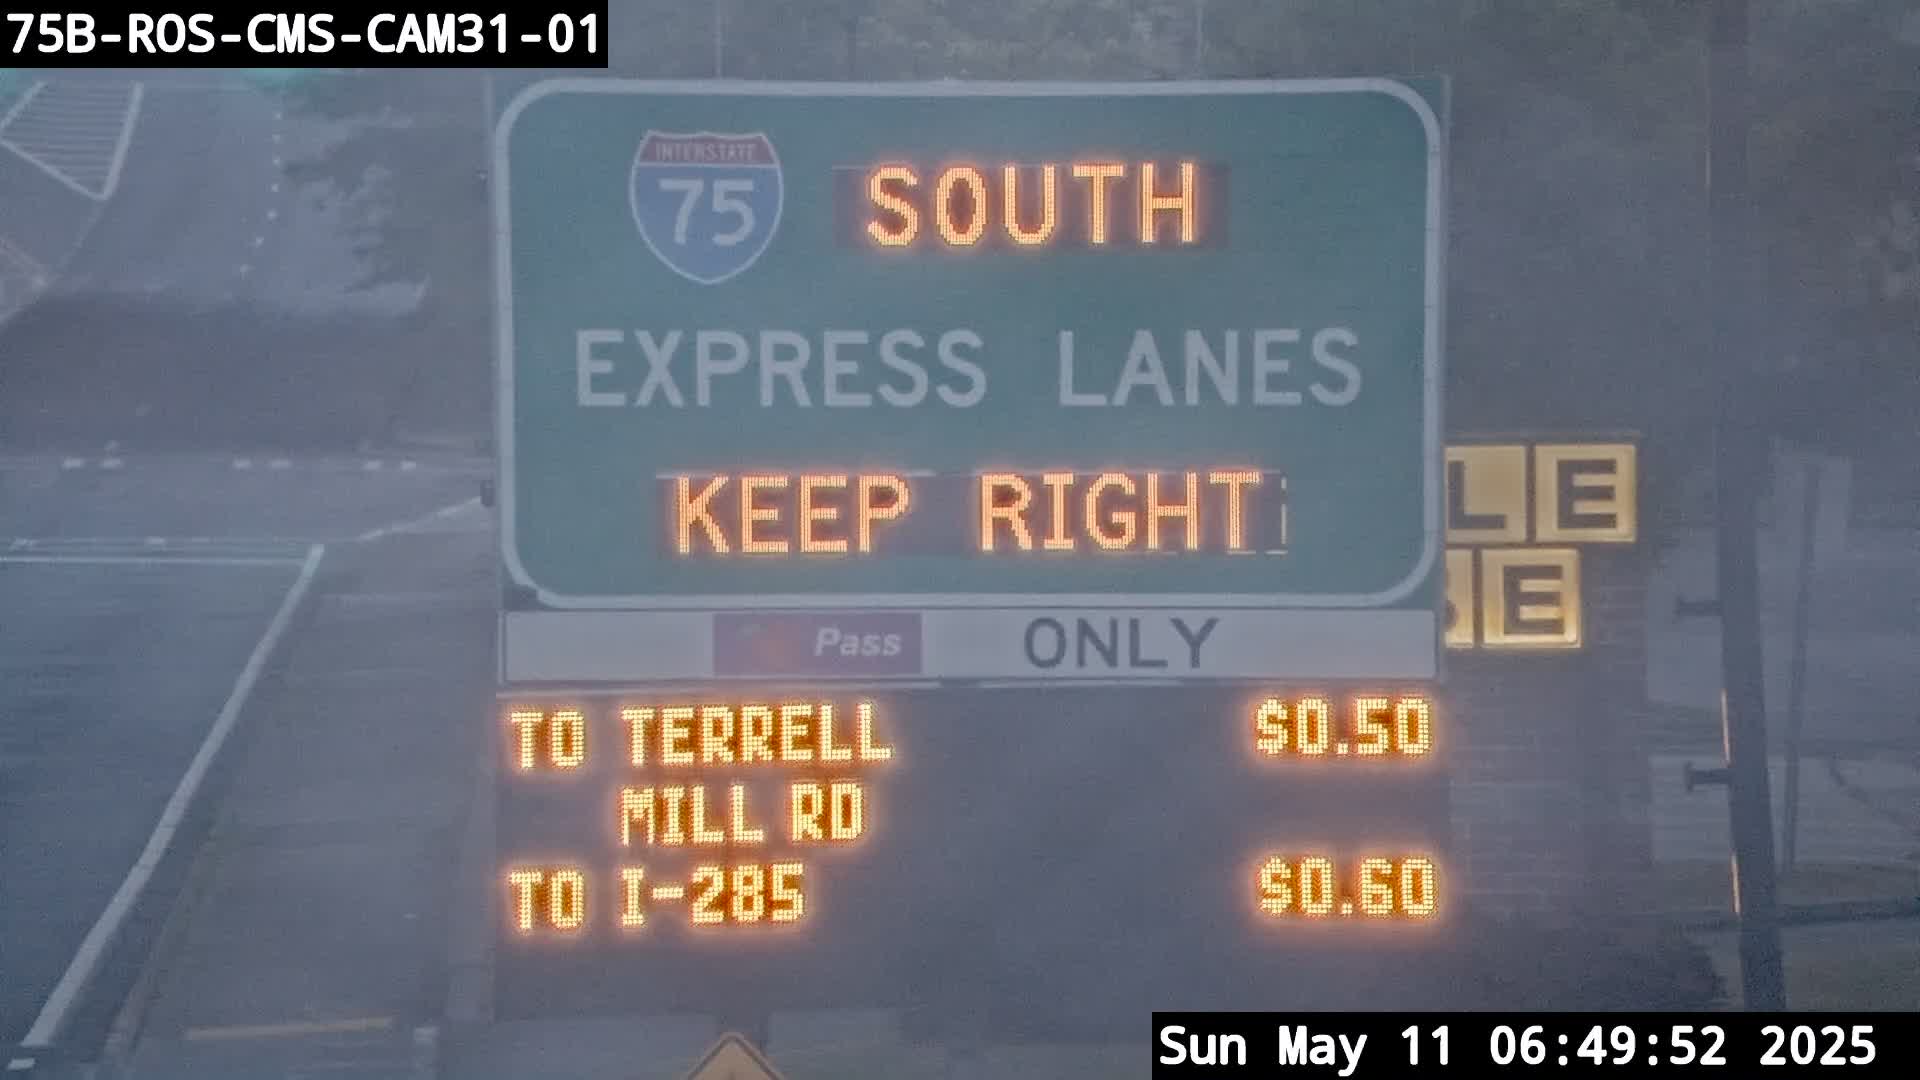 75B-ROS-CMS-CAM31-01
INTERSTATE
75
SOUTH
EXPRESS LANES
KEEP RIGHT
Pass
ONLY
TO TERRELL $0.50
MILL RD
TO I-285 $0.60
LE
E
Sun May 11 06:49:52 2025